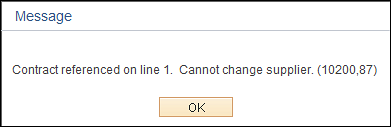 Message
Contract referenced on line 1.  Cannot change supplier. (10200,87)
OK